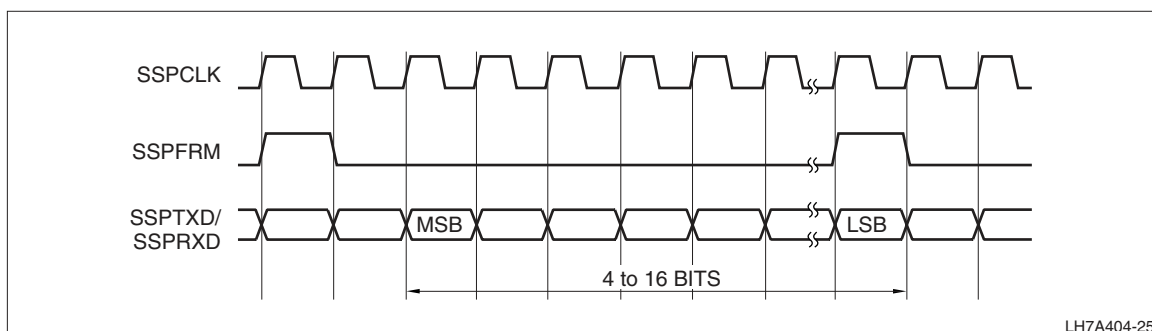 SSPCLK
SSPFRM
SSPTXD/
SSPRXD
MSB
LSB
4 to 16 BITS
LH7A404-25